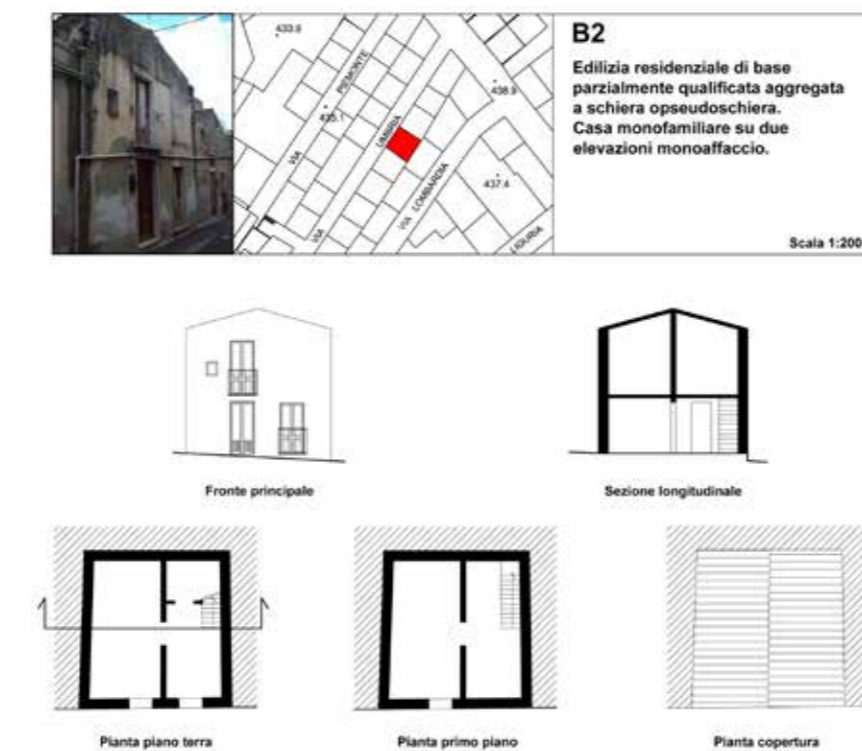 B2
Edilizia residenziale di base
parzialmente qualificata aggregata
a schiera opseudoschiera.
Casa monofamiliare su due
elevazioni monoaffaccio.
Scala 1:200
433.8
VIA PIEMONTE
435.1
VIA UMBRIA
438.9
VIA LOMBARDIA
437.4
LIGURIA
Fronte principale
Sezione longitudinale
Pianta piano terra
Pianta primo piano
Pianta copertura